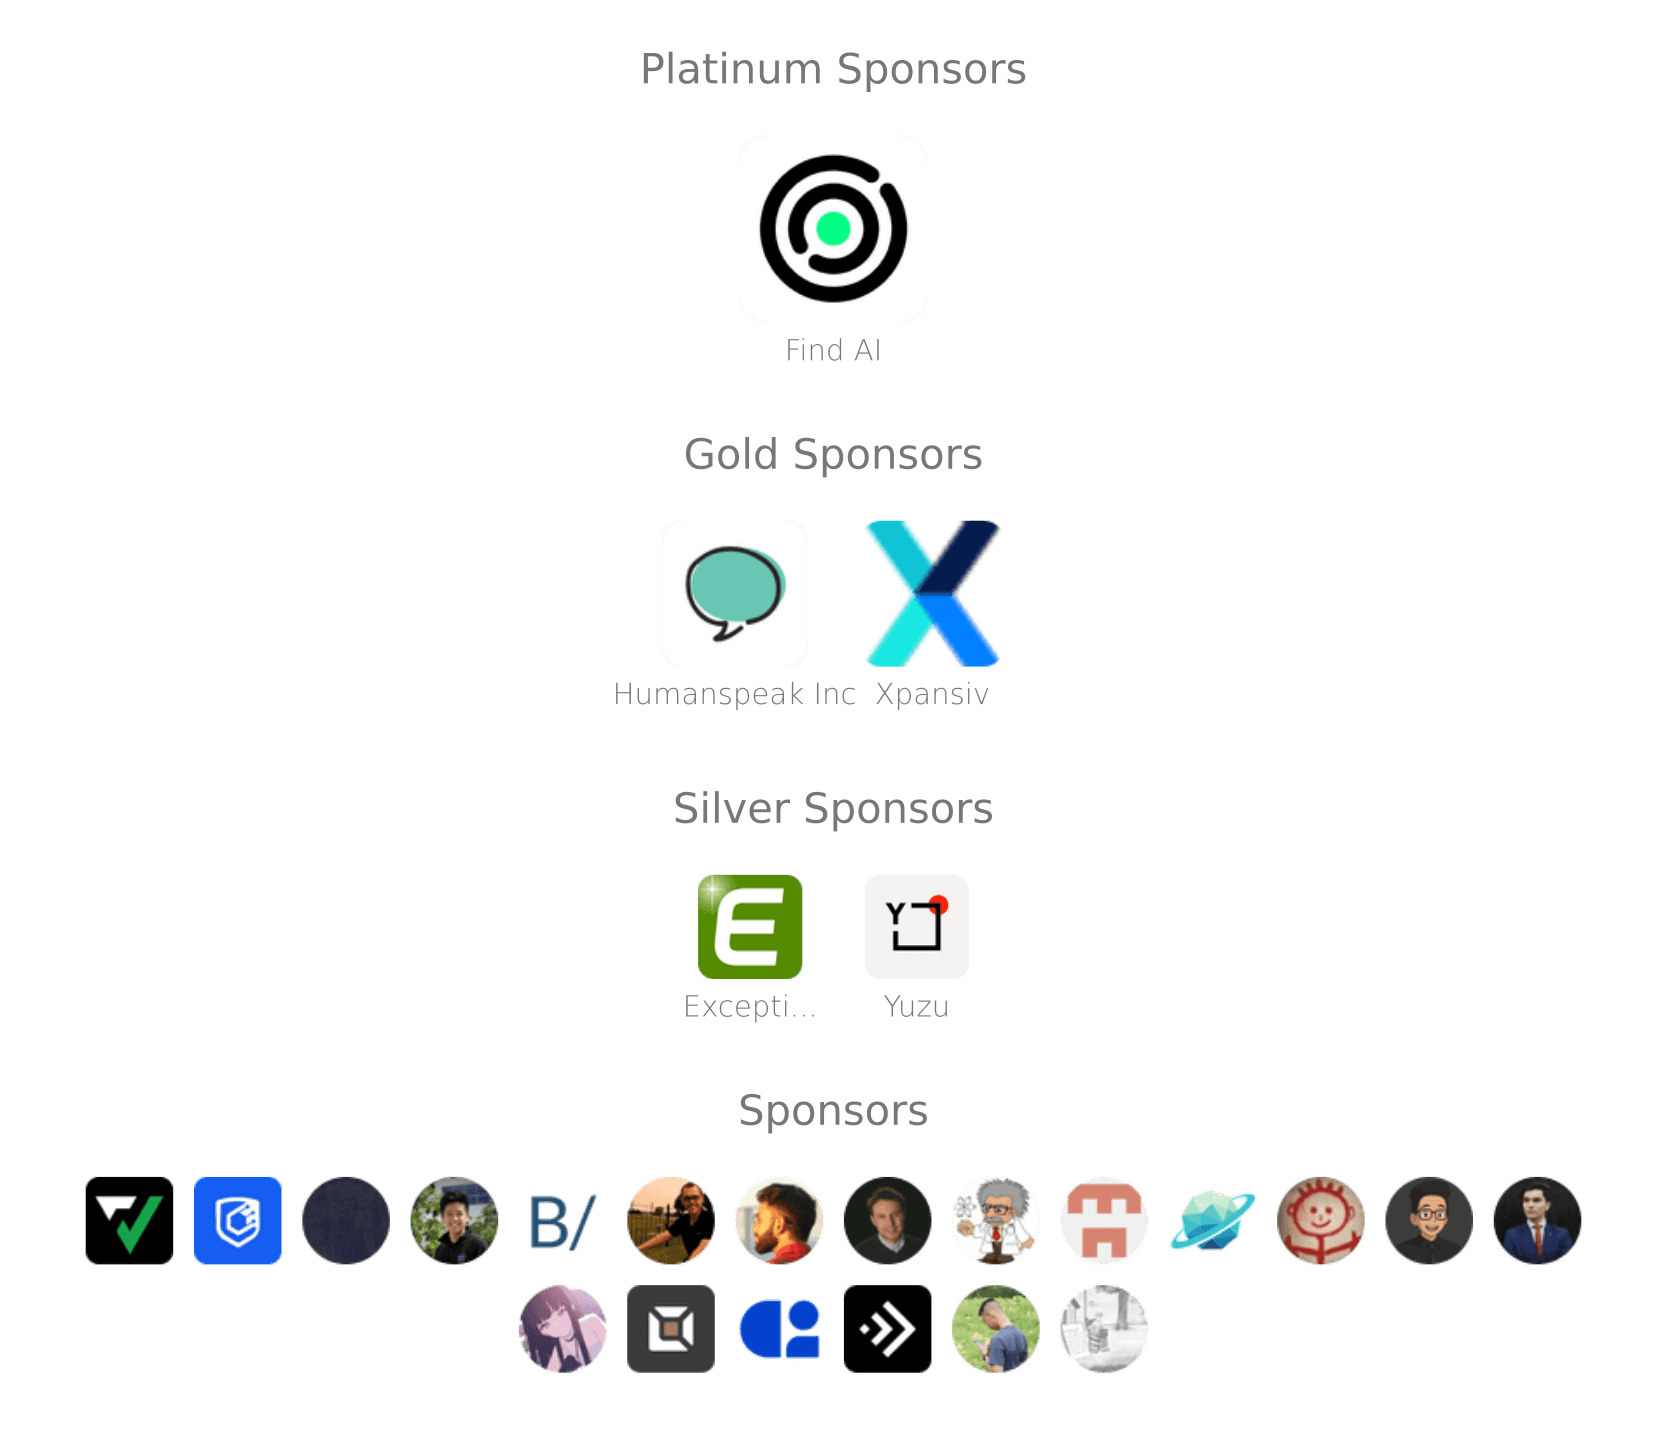 Platinum Sponsors
Find AI
Gold Sponsors
Humanspeak Inc Xpansiv
Silver Sponsors
E Y
Excepti... Yuzu
Sponsors
B/